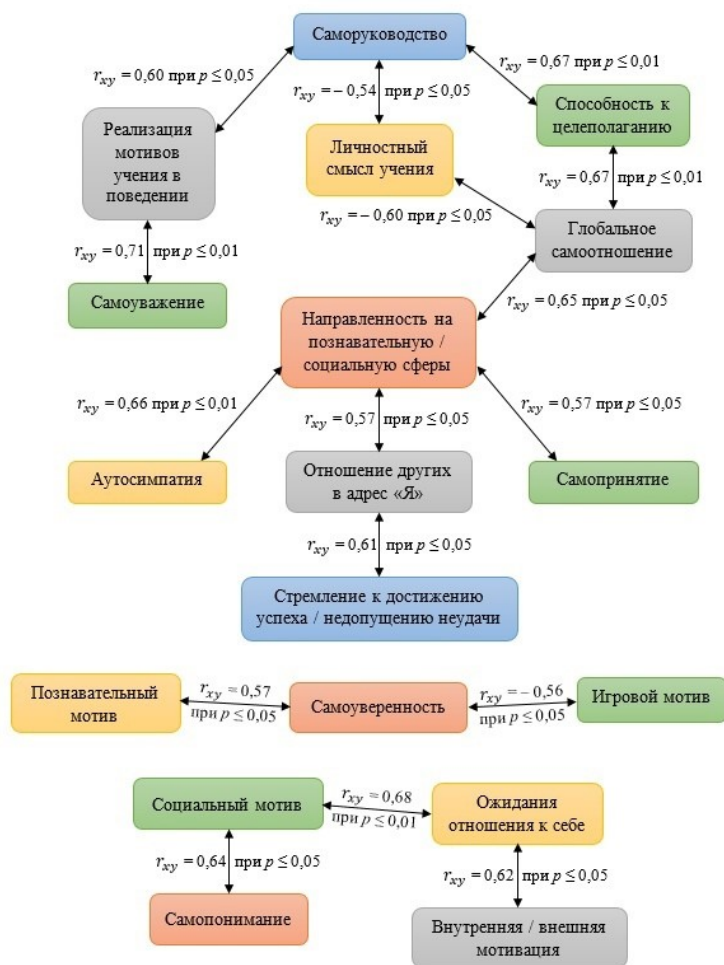 Саморуководство
r_xy = 0,60 при p ≤ 0,05
r_xy = – 0,54 при p ≤ 0,05
r_xy = 0,67 при p ≤ 0,01
Реализация
мотивов
учения в
поведении
Личностный
смысл учения
Способность к
целеполаганию
r_xy = 0,67 при p ≤ 0,01
r_xy = – 0,60 при p ≤ 0,05
Глобальное
самоотношение
r_xy = 0,71 при p ≤ 0,01
Самоуважение
r_xy = 0,65 при p ≤ 0,05
Направленность на
познавательную /
социальную сферы
r_xy = 0,66 при p ≤ 0,01
r_xy = 0,57 при p ≤ 0,05
r_xy = 0,57 при p ≤ 0,05
Аутосимпатия
Отношение других
в адрес «Я»
Самопринятие
r_xy = 0,61 при p ≤ 0,05
Стремление к достижению
успеха / недопущению неудачи
Познавательный
мотив
r_xy = 0,57
при p ≤ 0,05
Самоуверенность
r_xy = – 0,56
при p ≤ 0,05
Игровой мотив
Социальный мотив
r_xy = 0,68
при p ≤ 0,01
Ожидания
отношения к себе
r_xy = 0,64 при p ≤ 0,05
r_xy = 0,62 при p ≤ 0,05
Самопонимание
Внутренняя / внешняя
мотивация